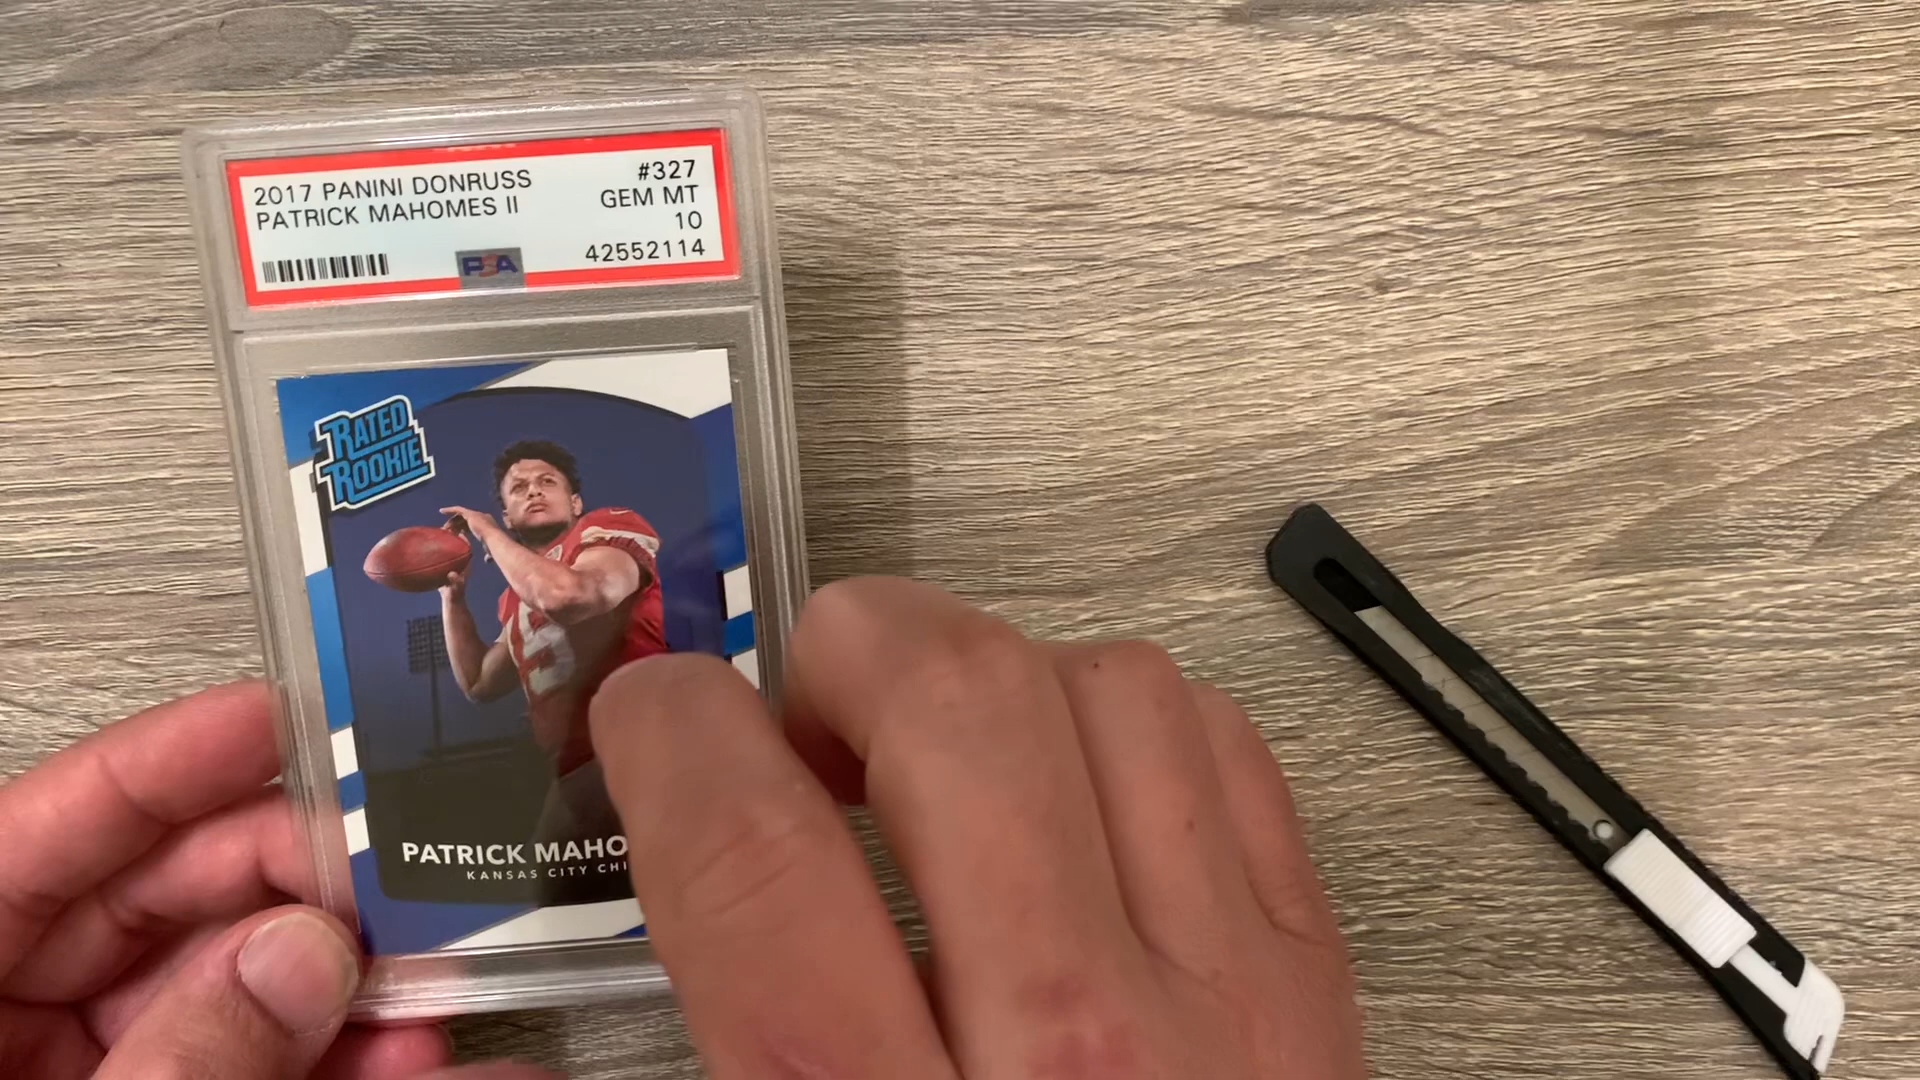 2017 PANINI DONRUSS #327
PATRICK MAHOMES II GEM MT
10
PSA 42552114
RATED
ROOKIE
PATRICK MAHO
KANSAS CITY CHI